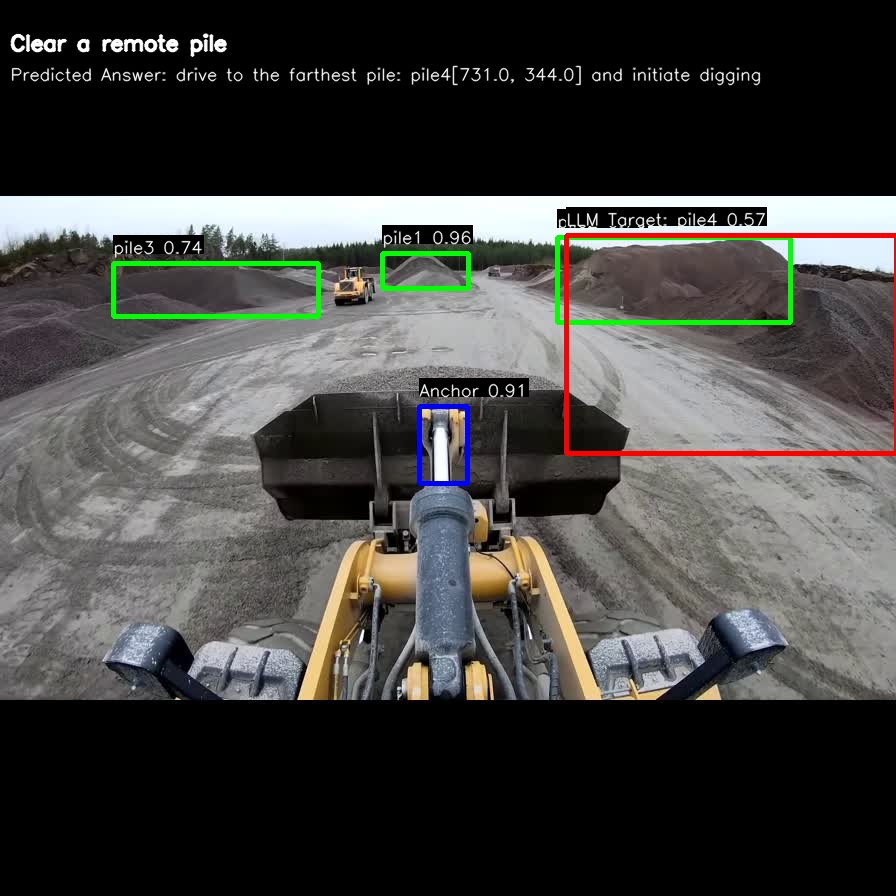 Clear a remote pile
Predicted Answer: drive to the farthest pile: pile4[731.0, 344.0] and initiate digging
LLM Target: pile4 0.57
pile1 0.96
pile3 0.74
Anchor 0.91